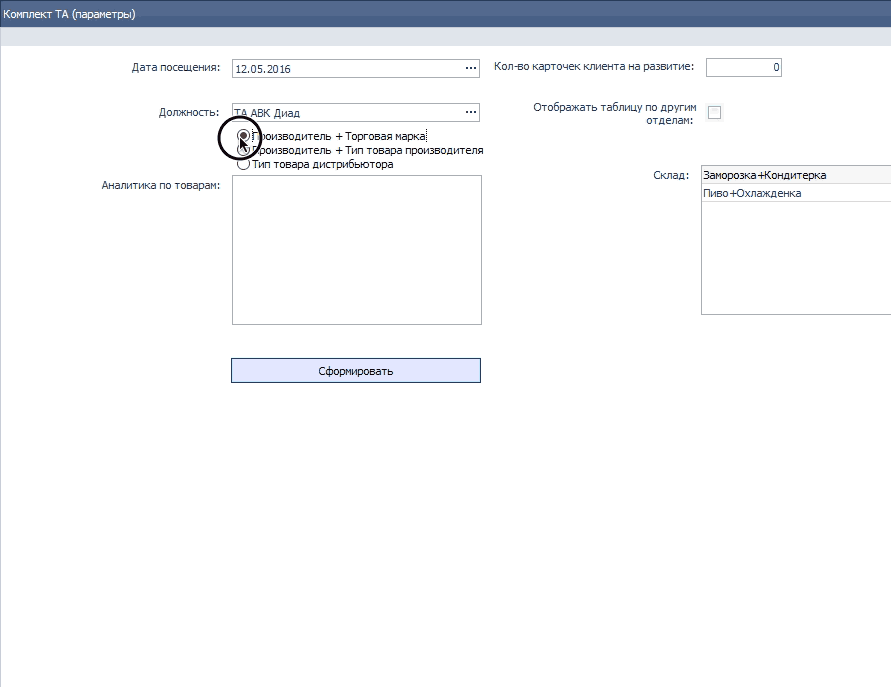 Комплект ТА (параметры)
Дата посещения: 12.05.2016 ... Кол-во карточек клиента на развитие: 0
Должность: ТА АВК Диад ... Отображать таблицу по другим отделам:
Производитель + Торговая марка
Производитель + Тип товара производителя
Тип товара дистрибьютора
Аналитика по товарам:
Склад: Заморозка+Кондитерка
Пиво+Охлажденка
Сформировать